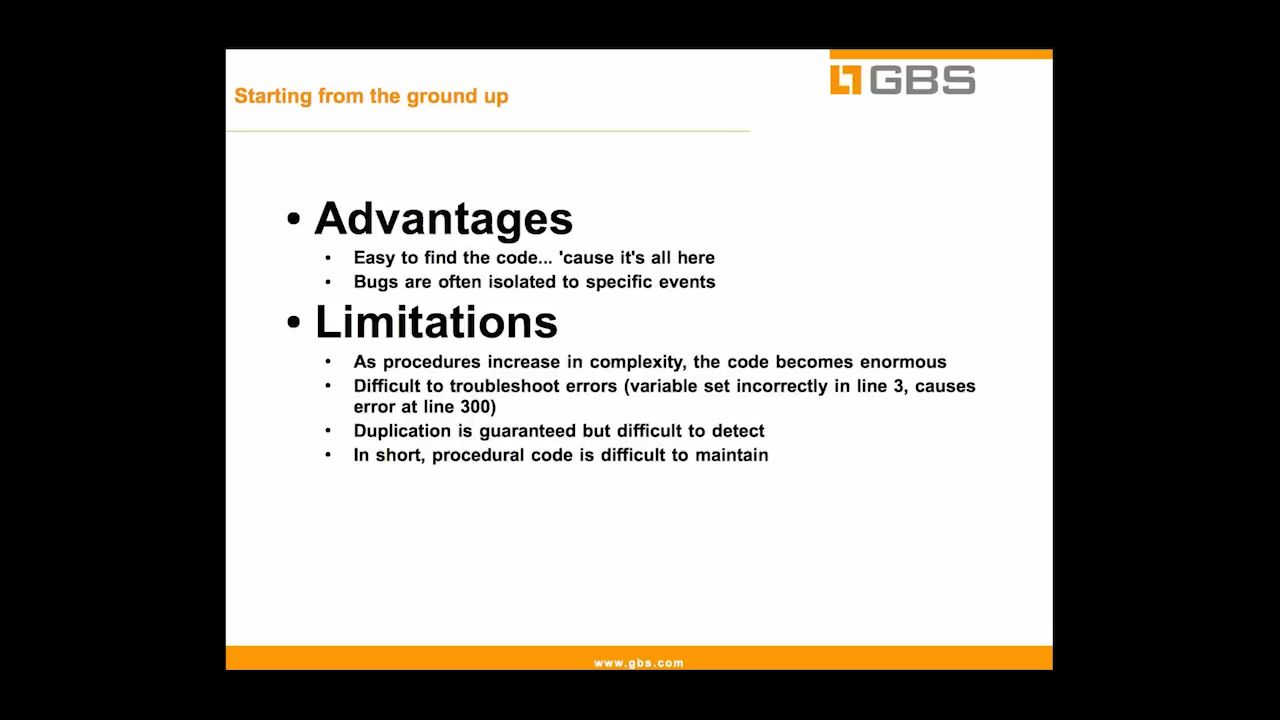 Starting from the ground up
GBS
• Advantages
• Easy to find the code... 'cause it's all here
• Bugs are often isolated to specific events
• Limitations
• As procedures increase in complexity, the code becomes enormous
• Difficult to troubleshoot errors (variable set incorrectly in line 3, causes
error at line 300)
• Duplication is guaranteed but difficult to detect
• In short, procedural code is difficult to maintain
www.gbs.com